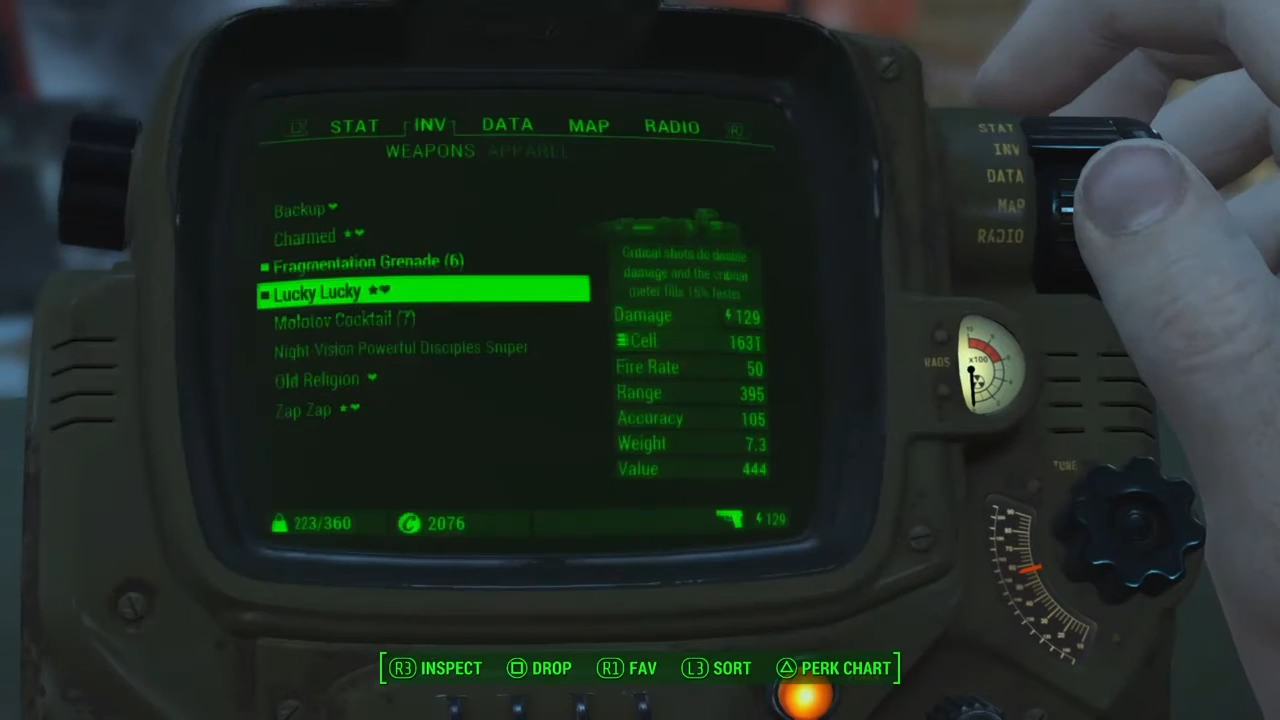 STAT INV DATA MAP RADIO
WEAPONS APPAREL
Backup
Charmed
Fragmentation Grenade (6)
Lucky Lucky
Molotov Cocktail (7)
Night-Vision Powerful Disciples Sniper
Old Religion
Zap Zap
Critical shots do double
damage and the critical
meter fills 15% faster
Damage 129
Cell 1631
Fire Rate 50
Range 395
Accuracy 105
Weight 7.3
Value 444
223/360 2076 129
STAT
INV
DATA
MAP
RADIO
RADS
x100
TUNE
R3 INSPECT DROP R1 FAV L3 SORT PERK CHART